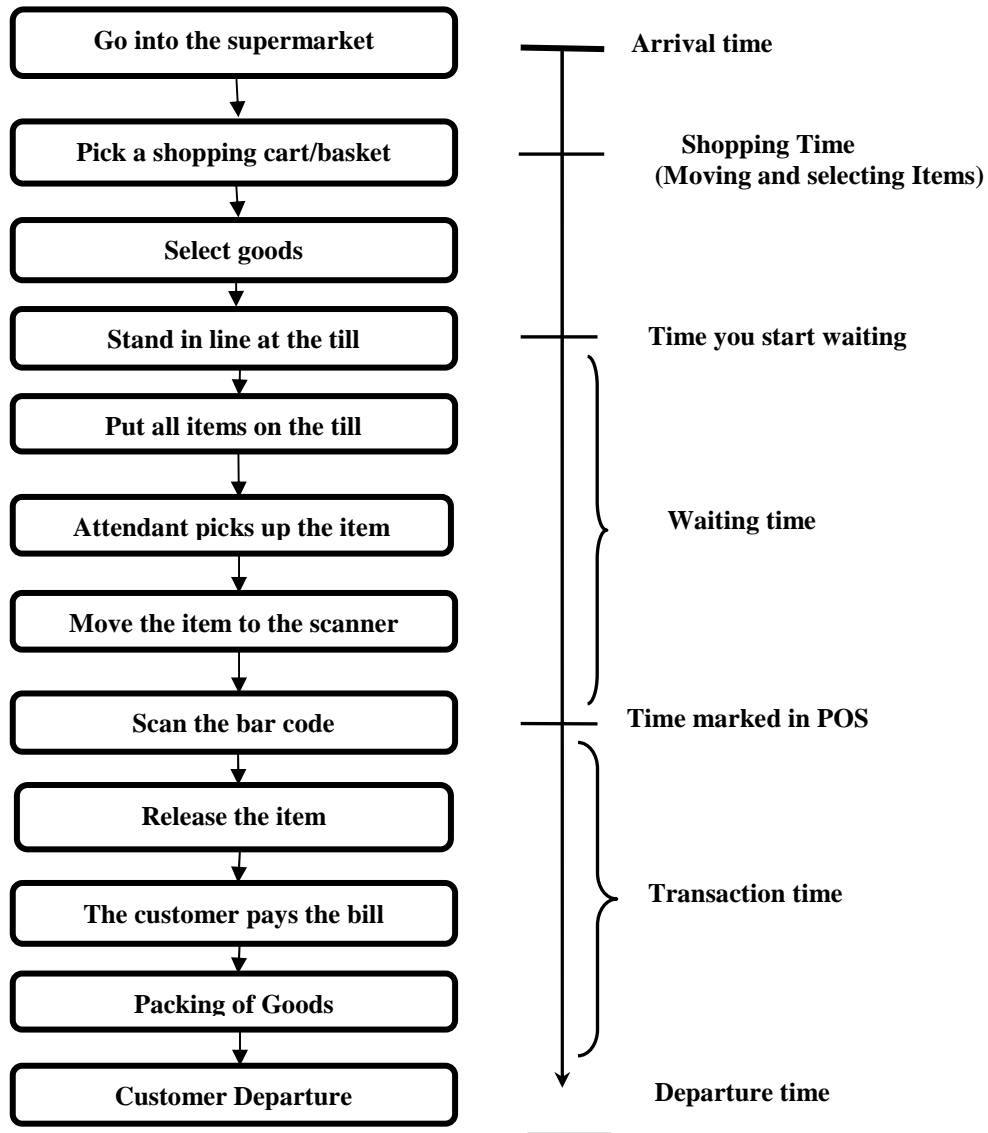 Go into the supermarket
Arrival time
Pick a shopping cart/basket
Shopping Time
(Moving and selecting Items)
Select goods
Stand in line at the till
Time you start waiting
Put all items on the till
Attendant picks up the item
Waiting time
Move the item to the scanner
Scan the bar code
Time marked in POS
Release the item
The customer pays the bill
Transaction time
Packing of Goods
Customer Departure
Departure time